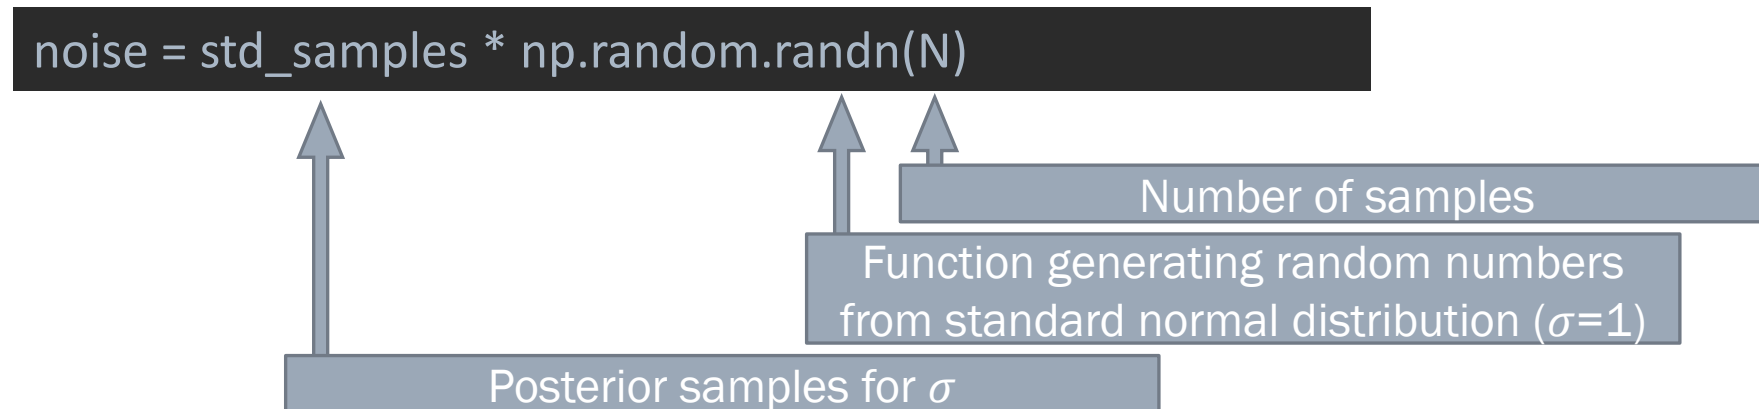 noise = std_samples * np.random.randn(N)
Number of samples
Function generating random numbers
from standard normal distribution (σ=1)
Posterior samples for σ